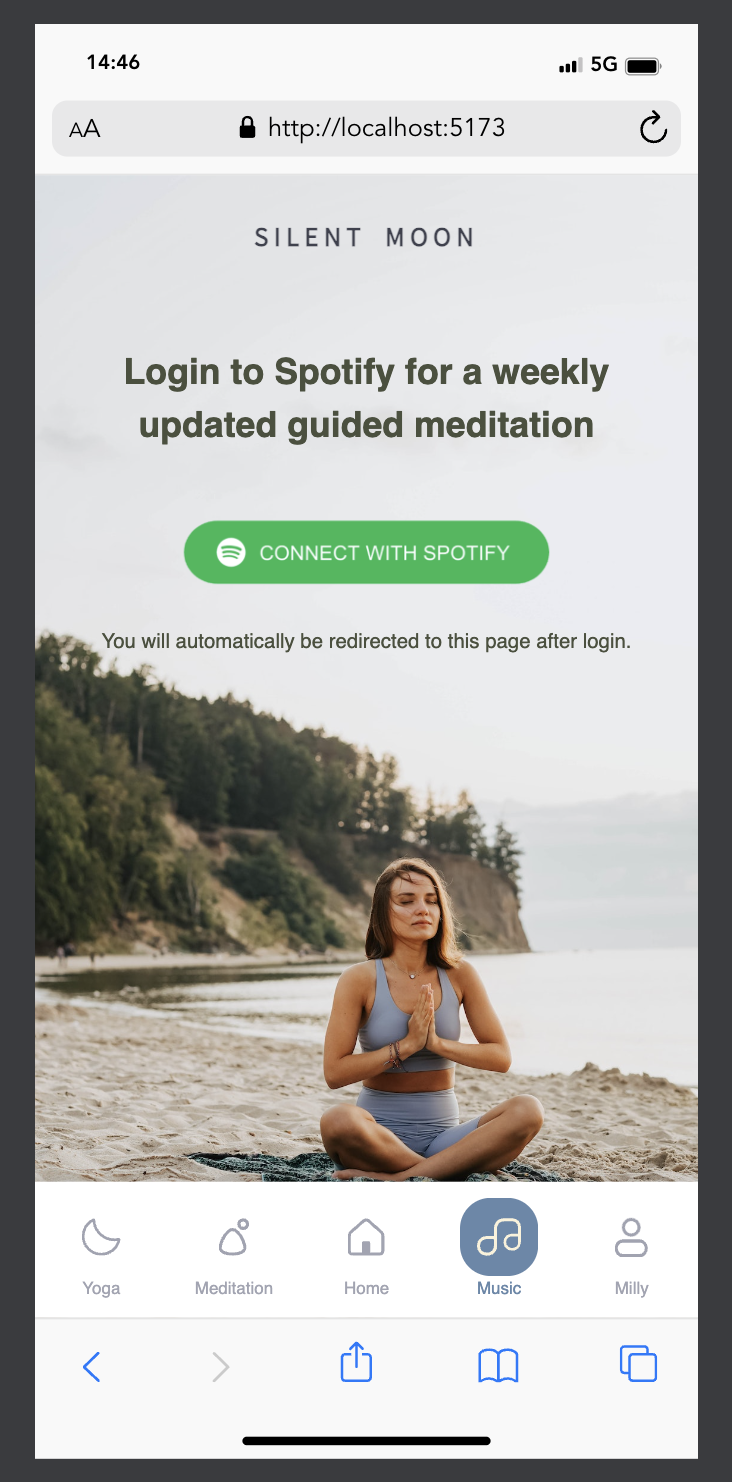 14:46
5G
AA
http://localhost:5173
SILENT MOON
Login to Spotify for a weekly
updated guided meditation
CONNECT WITH SPOTIFY
You will automatically be redirected to this page after login.
Yoga
Meditation
Home
Music
Milly